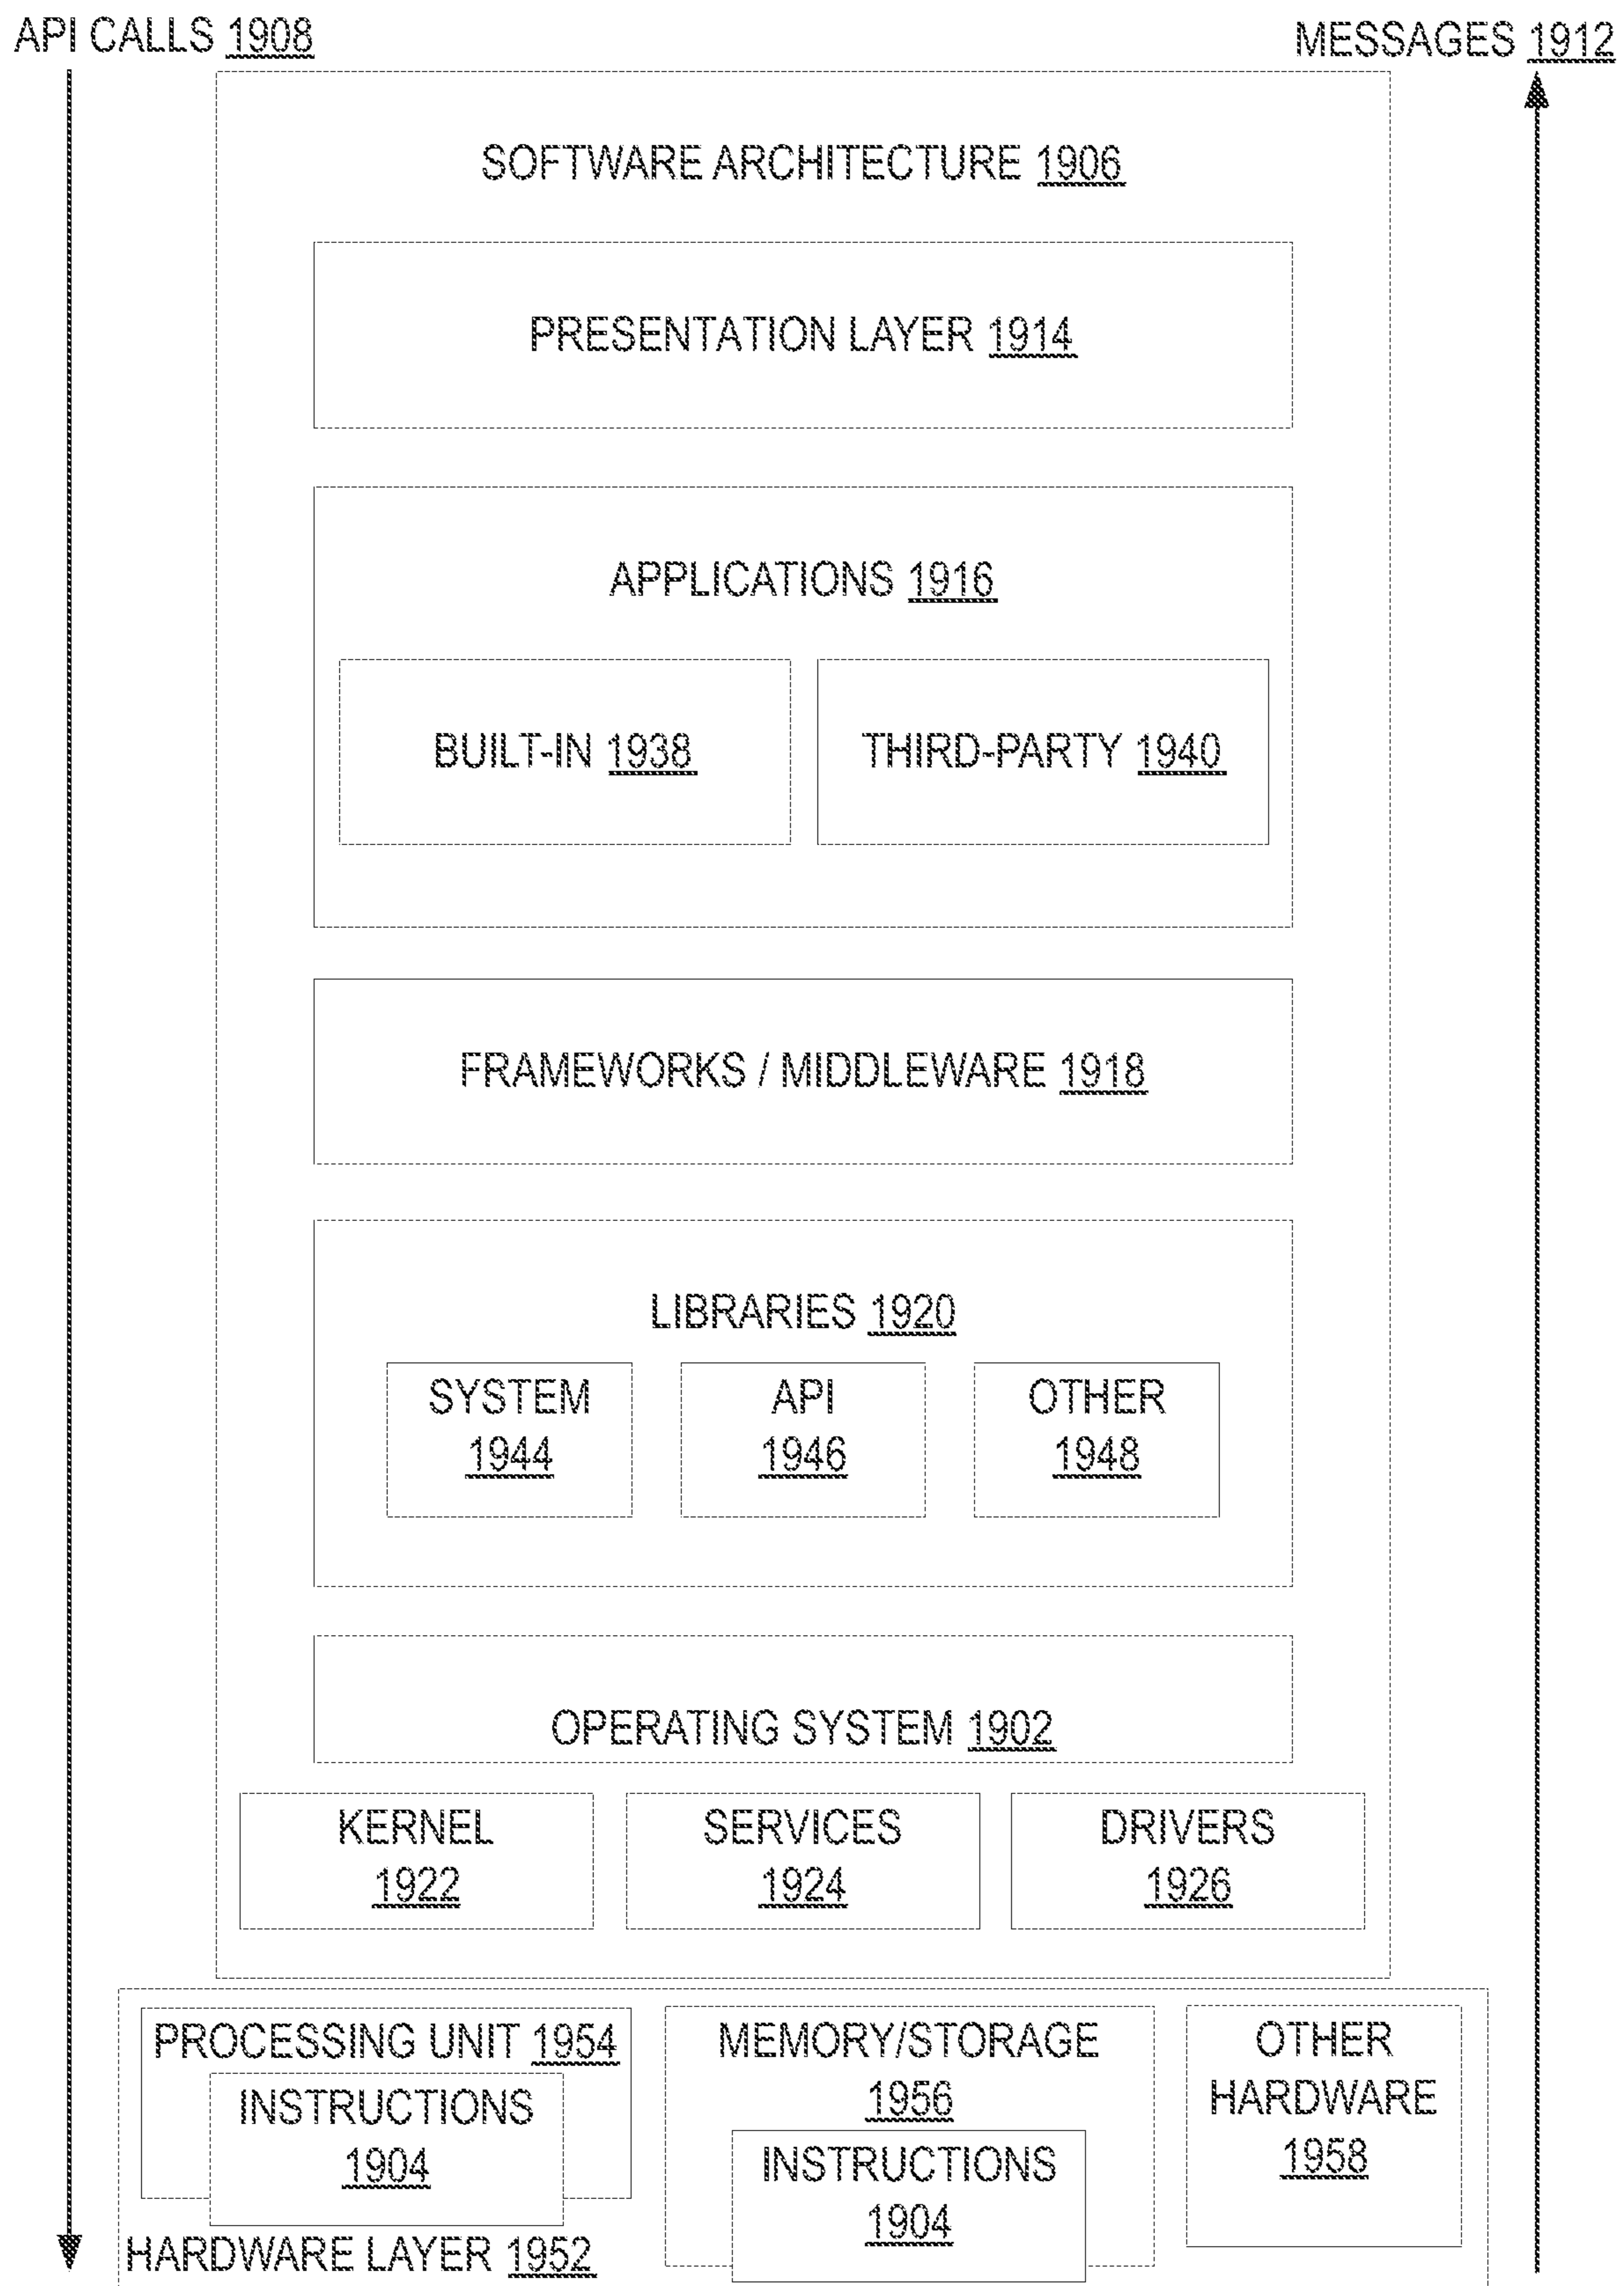 API CALLS 1908
MESSAGES 1912
SOFTWARE ARCHITECTURE 1906
PRESENTATION LAYER 1914
APPLICATIONS 1916
BUILT-IN 1938
THIRD-PARTY 1940
FRAMEWORKS / MIDDLEWARE 1918
LIBRARIES 1920
SYSTEM
1944
API
1946
OTHER
1948
OPERATING SYSTEM 1902
KERNEL
1922
SERVICES
1924
DRIVERS
1926
PROCESSING UNIT 1954
INSTRUCTIONS
1904
MEMORY/STORAGE
1956
INSTRUCTIONS
1904
OTHER
HARDWARE
1958
HARDWARE LAYER 1952